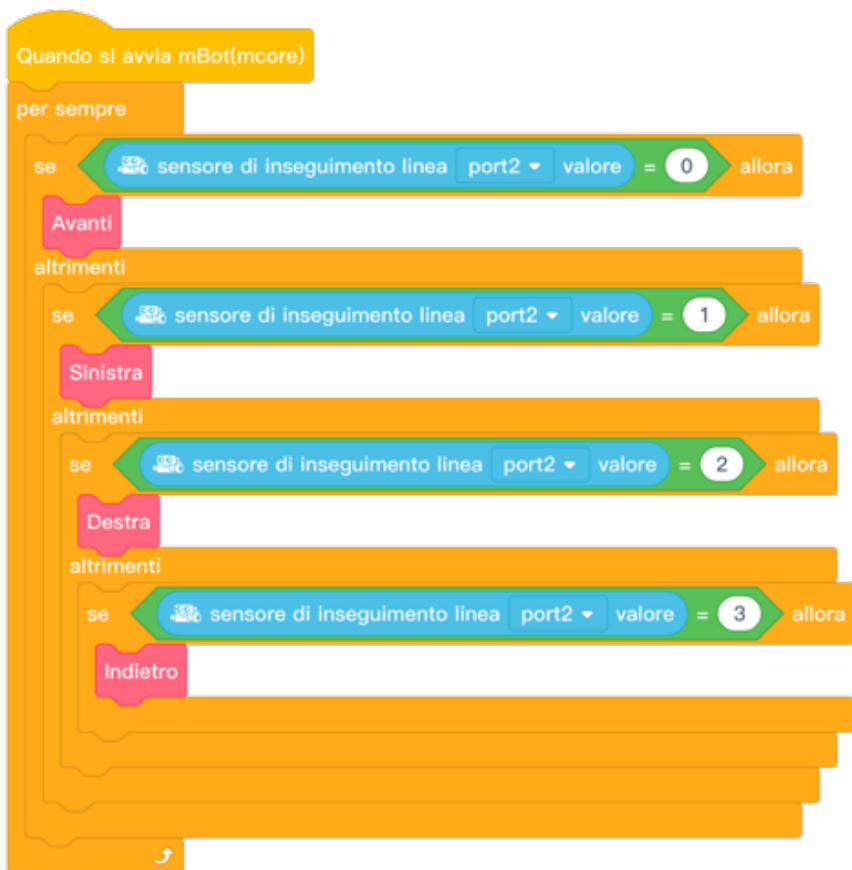 Quando si avvia mBot(mcore)
per sempre
se sensore di inseguimento linea port2 valore = 0 allora
Avanti
altrimenti
se sensore di inseguimento linea port2 valore = 1 allora
Sinistra
altrimenti
se sensore di inseguimento linea port2 valore = 2 allora
Destra
altrimenti
se sensore di inseguimento linea port2 valore = 3 allora
Indietro